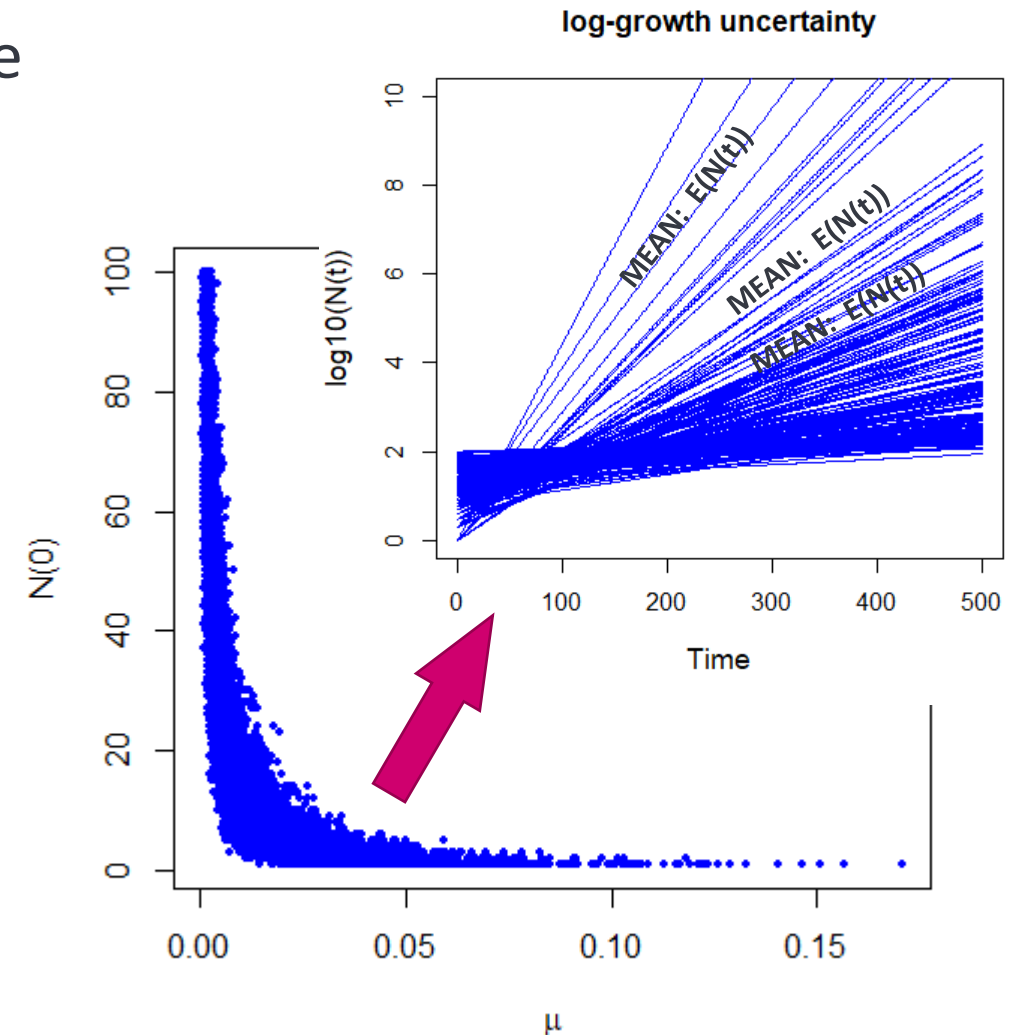 e
log-growth uncertainty
10
8
6
4
2
0
log10(N(t))
MEAN: E(N(t))
MEAN: E(N(t))
MEAN: E(N(t))
0 100 200 300 400 500
Time
100
80
60
40
20
0
N(0)
0.00 0.05 0.10 0.15
μ